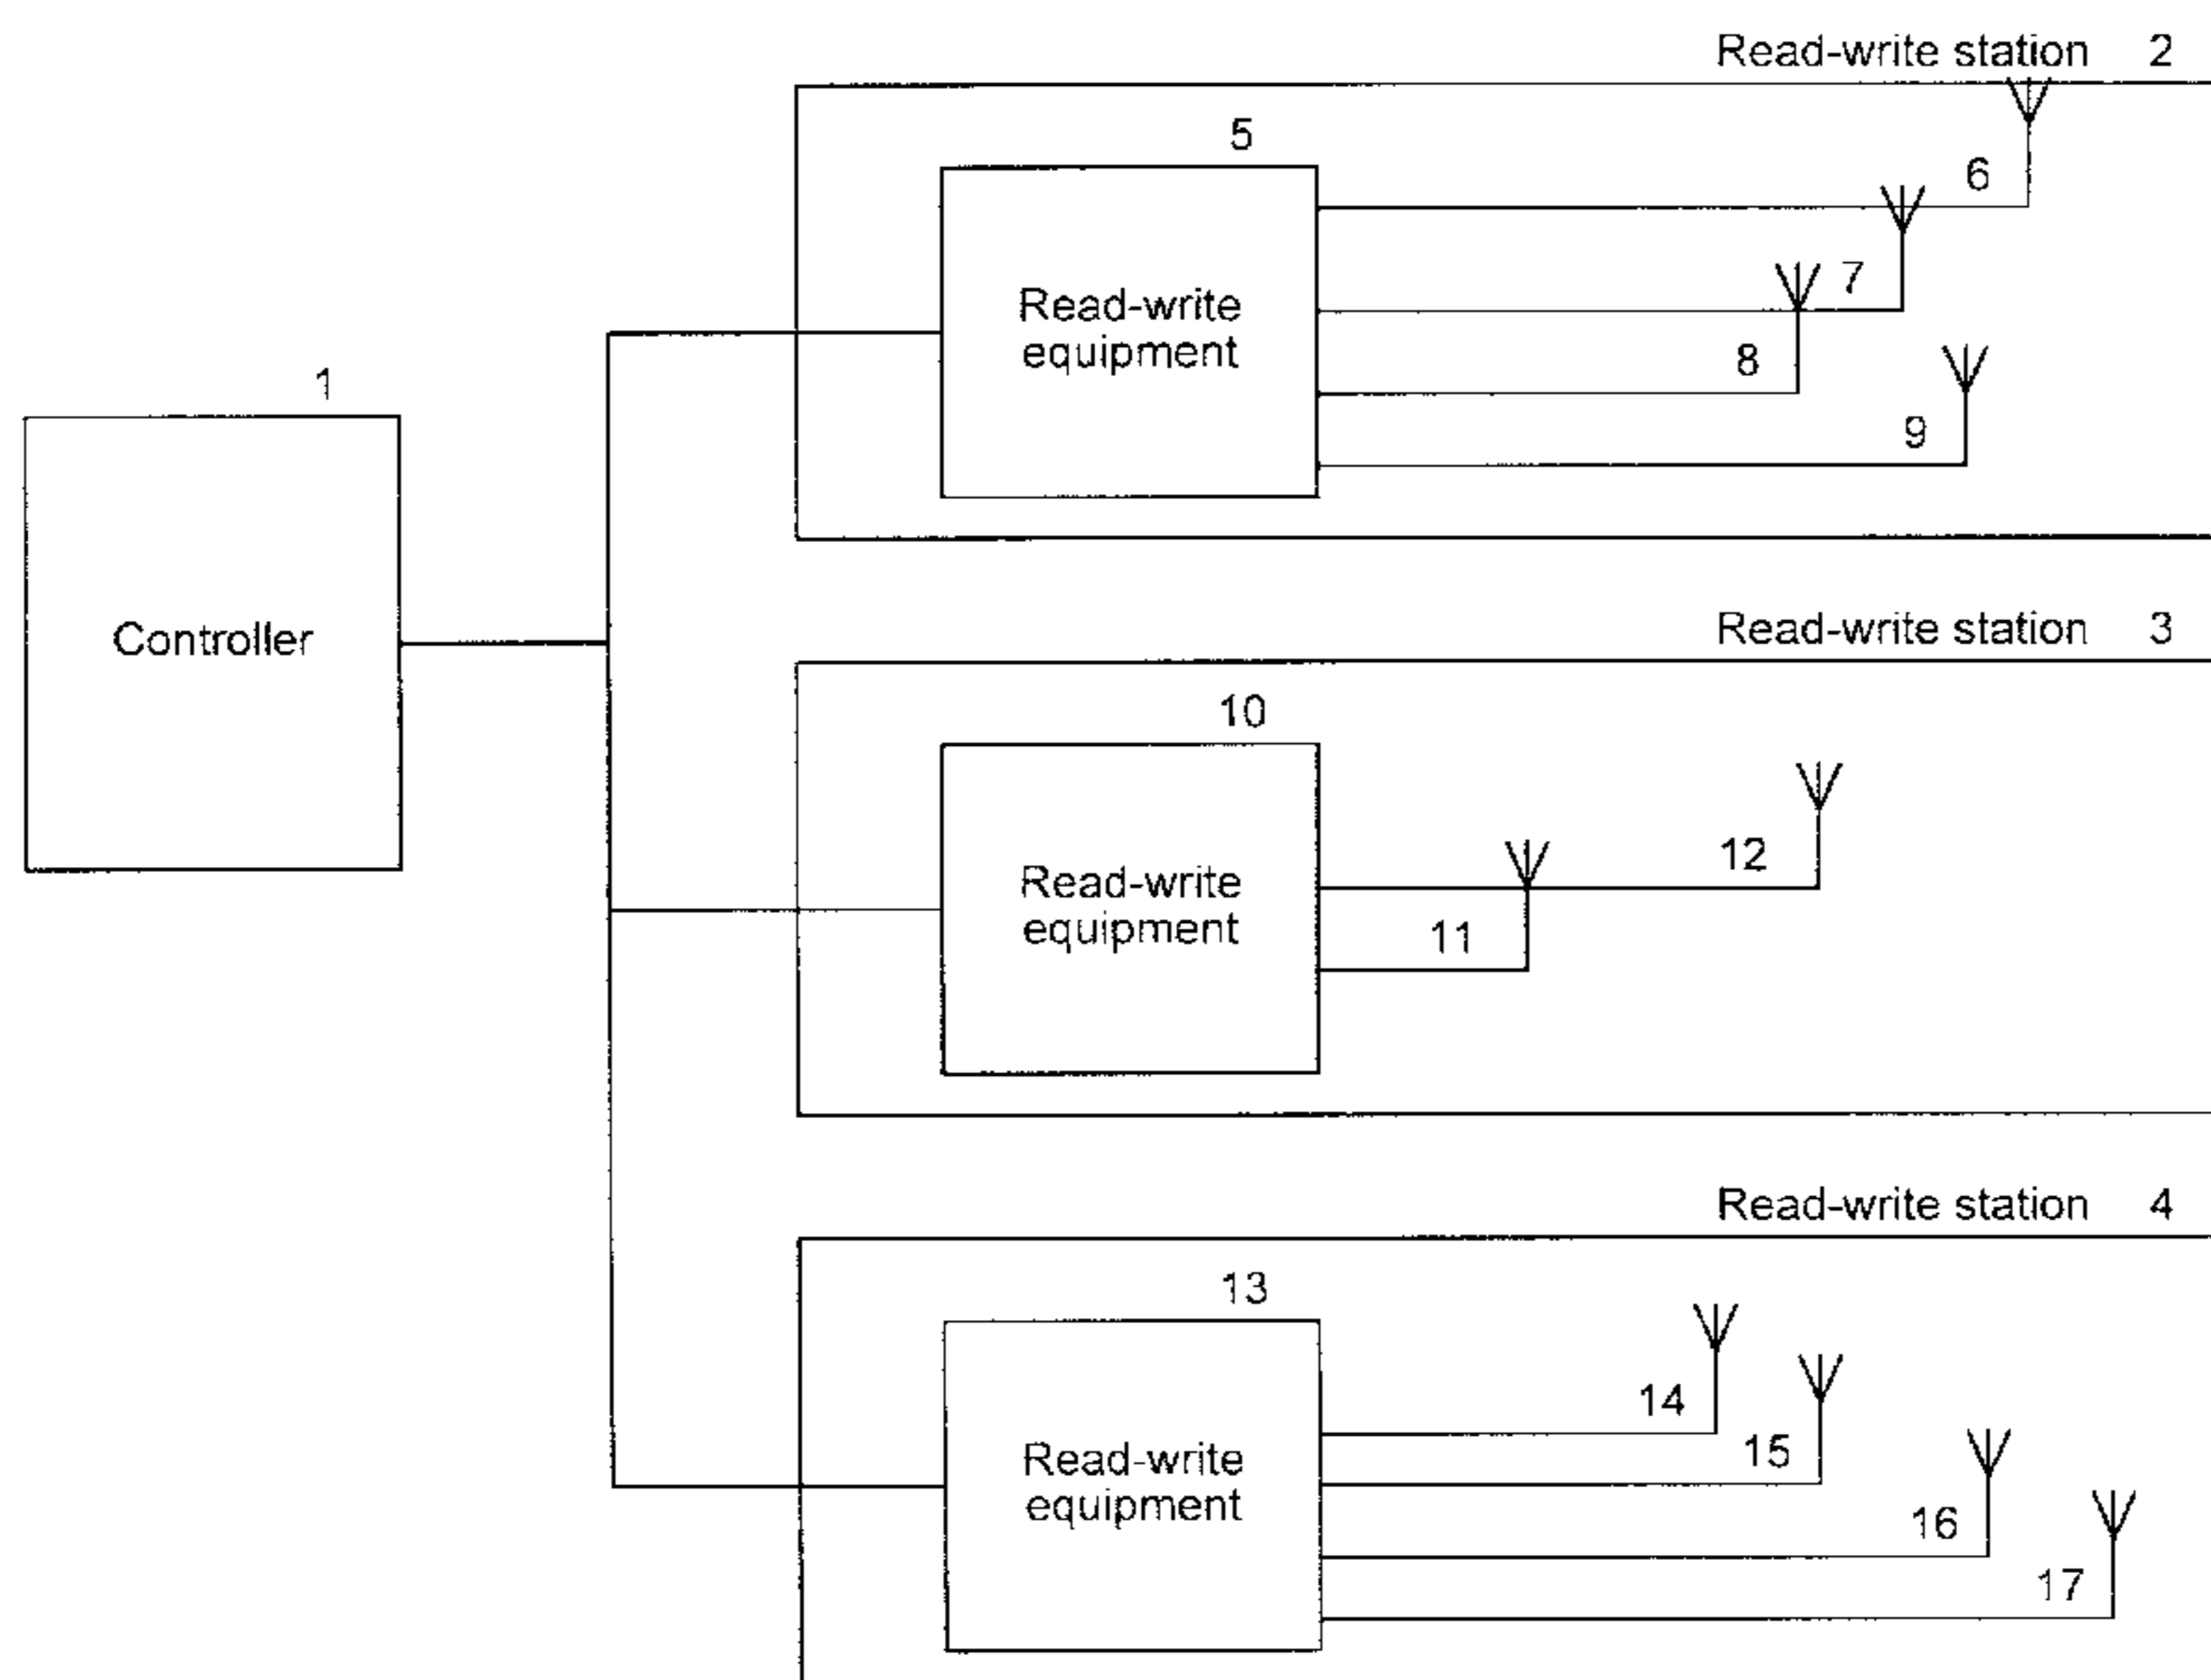 Read-write station 2
5
6
Read-write
equipment
7
8
9
1
Controller
Read-write station 3
10
Read-write
equipment
12
11
Read-write station 4
13
Read-write
equipment
14
15
16
17